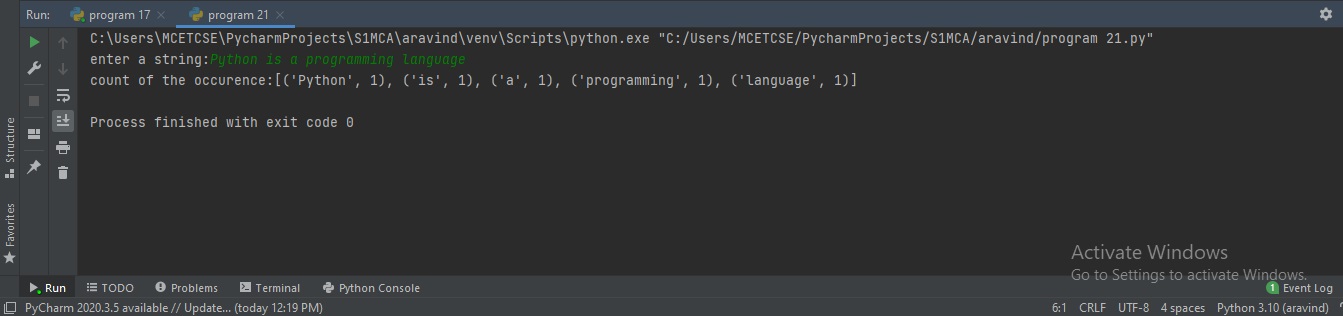 Run: program 17 program 21
C:\Users\MCETCSE\PycharmProjects\S1MCA\aravind\venv\Scripts\python.exe "C:/Users/MCETCSE/PycharmProjects/S1MCA/aravind/program 21.py"
enter a string:Python is a programming language
count of the occurence:[('Python', 1), ('is', 1), ('a', 1), ('programming', 1), ('language', 1)]
Process finished with exit code 0
Structure
Favorites
Activate Windows
Go to Settings to activate Windows.
Run TODO Problems Terminal Python Console 1 Event Log
PyCharm 2020.3.5 available // Update... (today 12:19 PM) 6:1 CRLF UTF-8 4 spaces Python 3.10 (aravind)